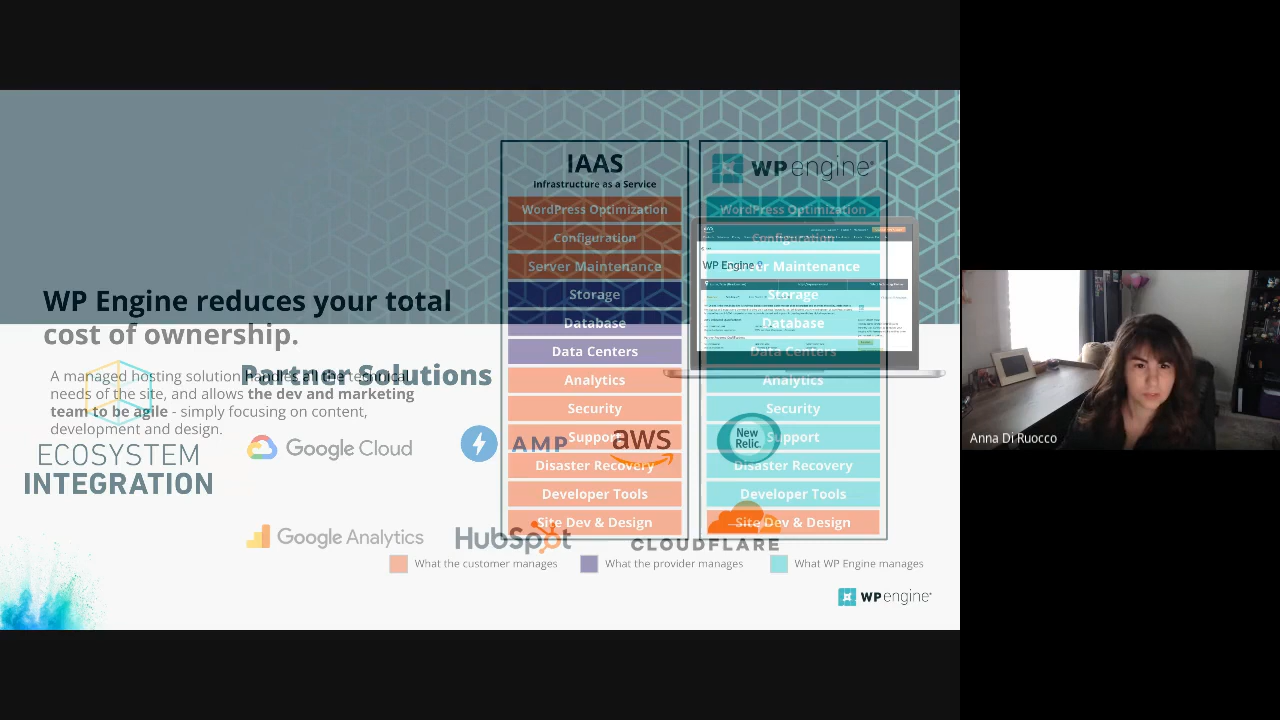 IAAS
Infrastructure as a Service
WordPress Optimization
Configuration
Server Maintenance
Storage
Database
Data Centers
Analytics
Security
Support
Disaster Recovery
Developer Tools
Site Dev & Design
WP engine®
WordPress Optimization
Configuration
Server Maintenance
Storage
Database
Data Centers
Analytics
Security
Support
Disaster Recovery
Developer Tools
Site Dev & Design
WP Engine
WP Engine reduces your total
cost of ownership.
A managed hosting solution handles all the technical
needs of the site, and allows the dev and marketing
team to be agile - simply focusing on content,
development and design.
Partner Solutions
ECOSYSTEM
INTEGRATION
Google Cloud
AMP
aws
New
Relic.
Google Analytics
HubSpot
CLOUDFLARE
What the customer manages
What the provider manages
What WP Engine manages
WP engine®
Anna Di Ruocco